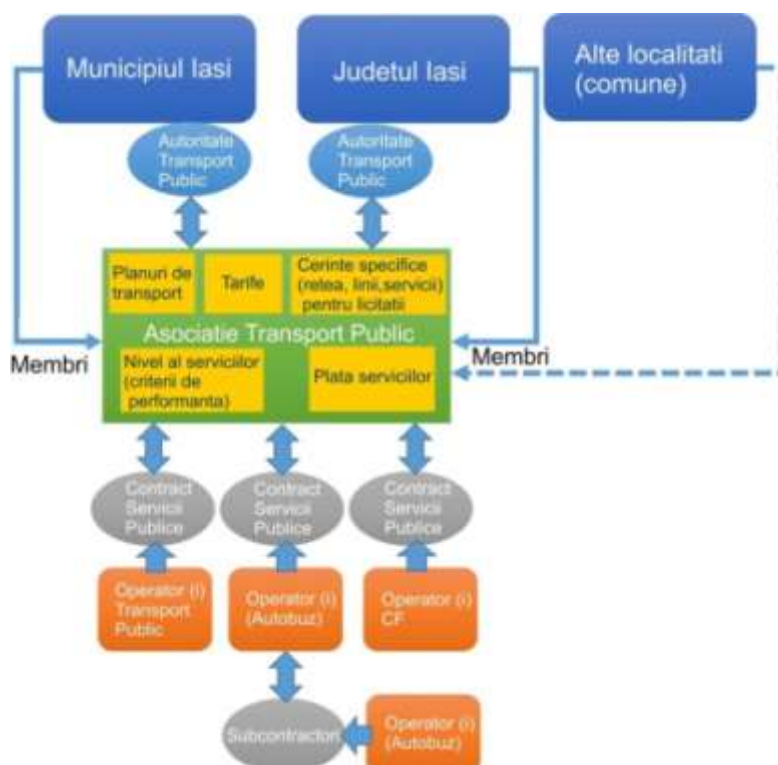 Municipiul Iasi
Judetul Iasi
Alte localitati
(comune)
Autoritate
Transport
Public
Autoritate
Transport
Public
Planuri de
transport
Tarife
Cerinte specifice
(retea, linii,servicii)
pentru licitatii
Asociatie Transport Public
Membri
Membri
Nivel al serviciilor
(criterii de
performanta)
Plata serviciilor
Contract
Servicii
Publice
Contract
Servicii
Publice
Contract
Servicii
Publice
Operator (i)
Transport
Public
Operator (i)
(Autobuz)
Operator (i)
CF
Subcontractori
Operator (i)
(Autobuz)